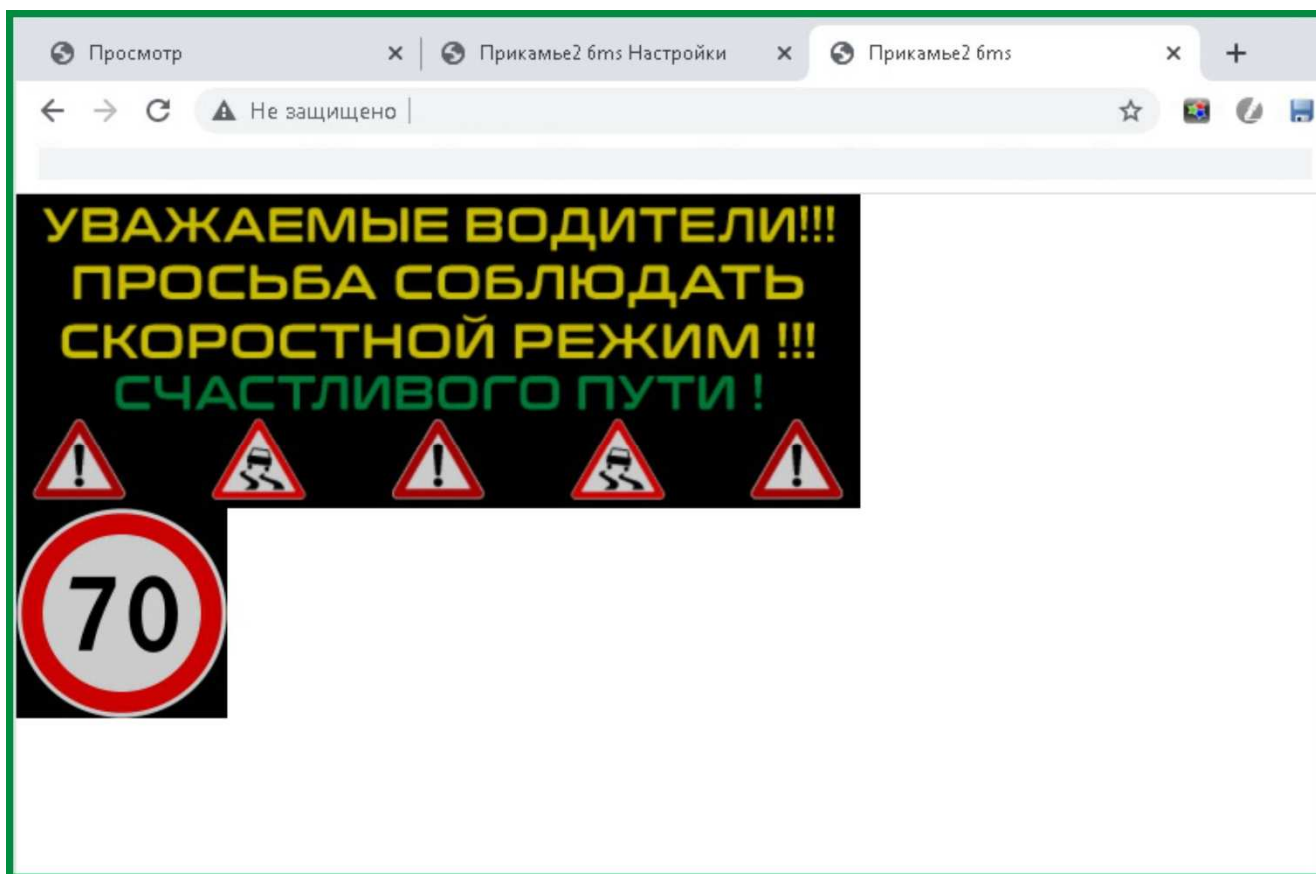 Просмотр
Прикамье2 6ms Настройки
Прикамье2 6ms
Не защищено
УВАЖАЕМЫЕ ВОДИТЕЛИ!!!
ПРОСЬБА СОБЛЮДАТЬ
СКОРОСТНОЙ РЕЖИМ !!!
СЧАСТЛИВОГО ПУТИ !
70